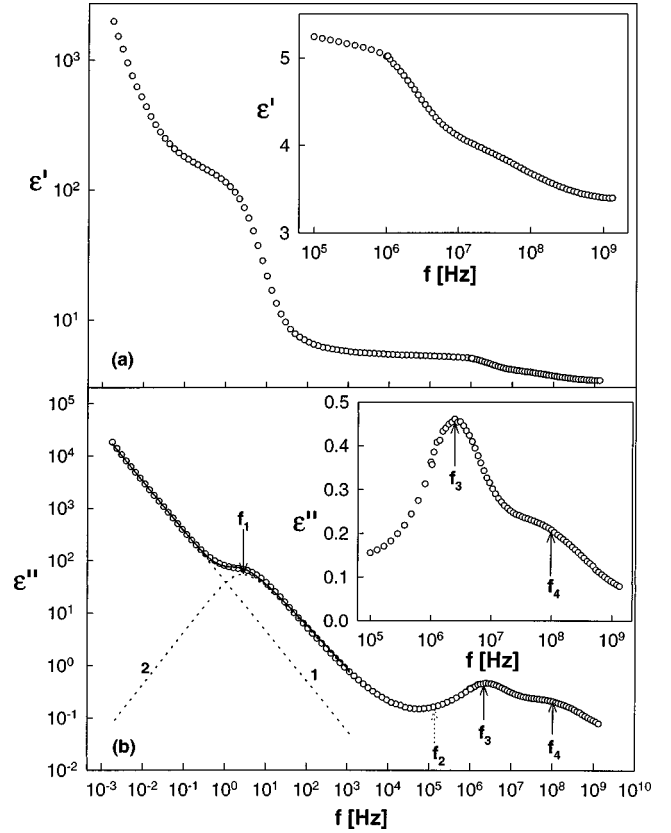 10³
ε'
10²
10¹
(a)
5
ε'
4
3
10⁵ 10⁶ 10⁷ 10⁸ 10⁹
f [Hz]
10⁵
10⁴
10³
10²
ε''
10¹
10⁰
10⁻¹
10⁻²
f₁
2
1
(b)
f₂
f₃
f₄
0.5
0.4
0.3
ε''
0.2
0.1
0.0
f₃
f₄
10⁵ 10⁶ 10⁷ 10⁸ 10⁹
f [Hz]
10⁻³ 10⁻² 10⁻¹ 10⁰ 10¹ 10² 10³ 10⁴ 10⁵ 10⁶ 10⁷ 10⁸ 10⁹ 10¹⁰
f [Hz]